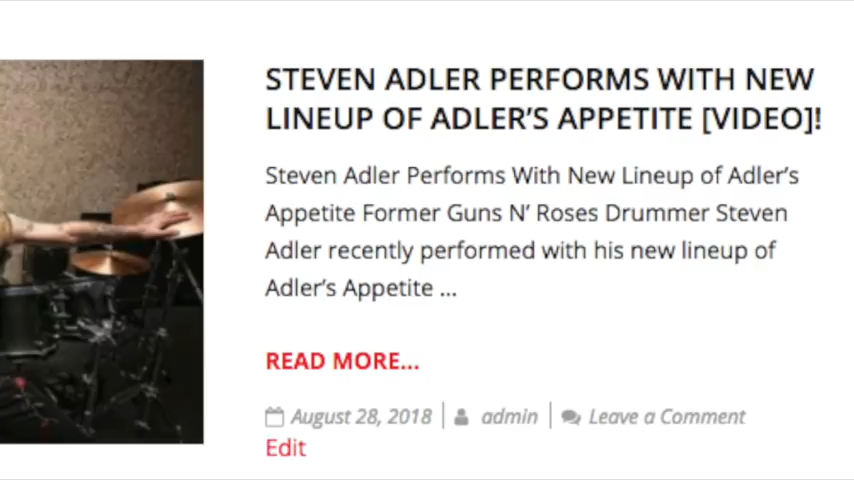 STEVEN ADLER PERFORMS WITH NEW
LINEUP OF ADLER’S APPETITE [VIDEO]!
Steven Adler Performs With New Lineup of Adler’s
Appetite Former Guns N’ Roses Drummer Steven
Adler recently performed with his new lineup of
Adler’s Appetite ...
READ MORE...
August 28, 2018 | admin | Leave a Comment
Edit